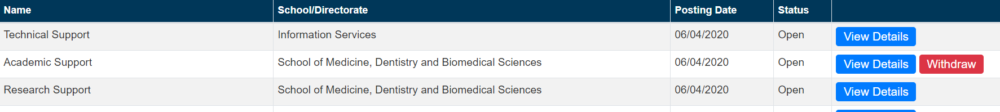 Name School/Directorate Posting Date Status
Technical Support Information Services 06/04/2020 Open View Details
Academic Support School of Medicine, Dentistry and Biomedical Sciences 06/04/2020 Open View Details Withdraw
Research Support School of Medicine, Dentistry and Biomedical Sciences 06/04/2020 Open View Details